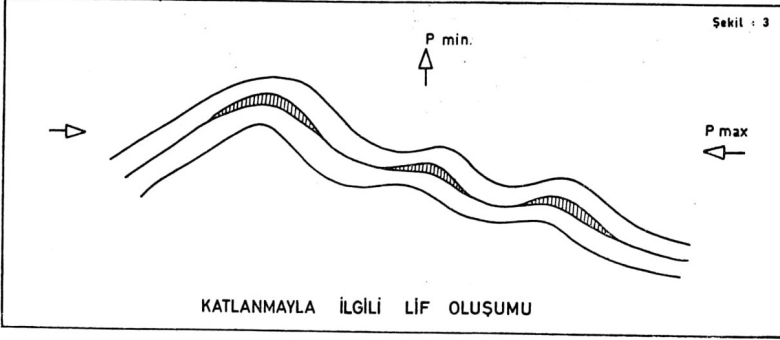 Şekil : 3
P min.
P max
KATLANMAYLA İLGİLİ LİF OLUŞUMU